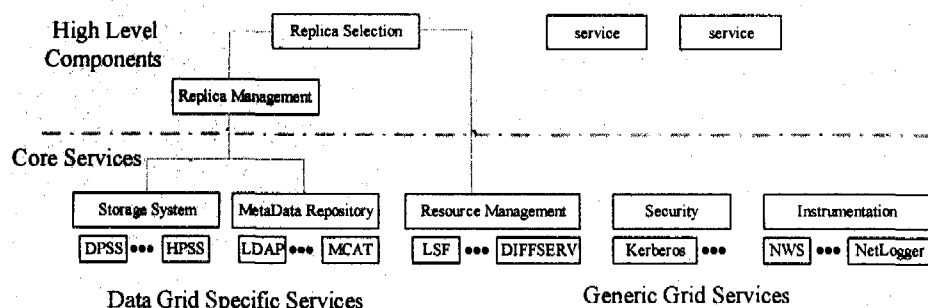 High Level
Components
Replica Selection
service
service
Replica Management
Core Services
Storage System
MetaData Repository
Resource Management
Security
Instrumentation
DPSS ••• HPSS
LDAP ••• MCAT
LSF ••• DIFFSERV
Kerberos •••
NWS ••• NetLogger
Data Grid Specific Services
Generic Grid Services